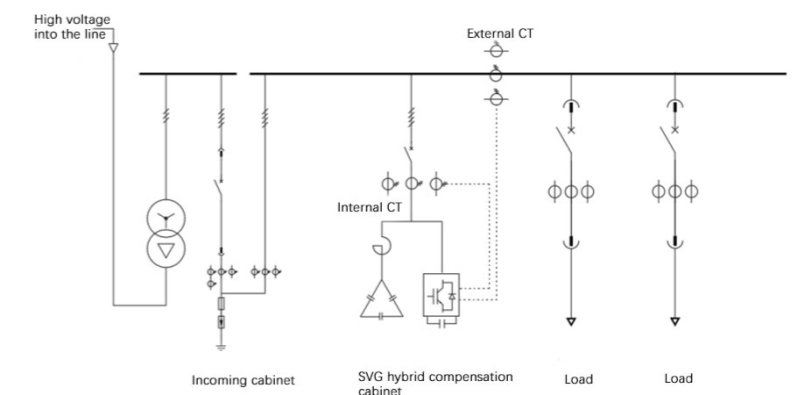 High voltage
into the line
External CT
Internal CT
Incoming cabinet
SVG hybrid compensation
cabinet
Load
Load